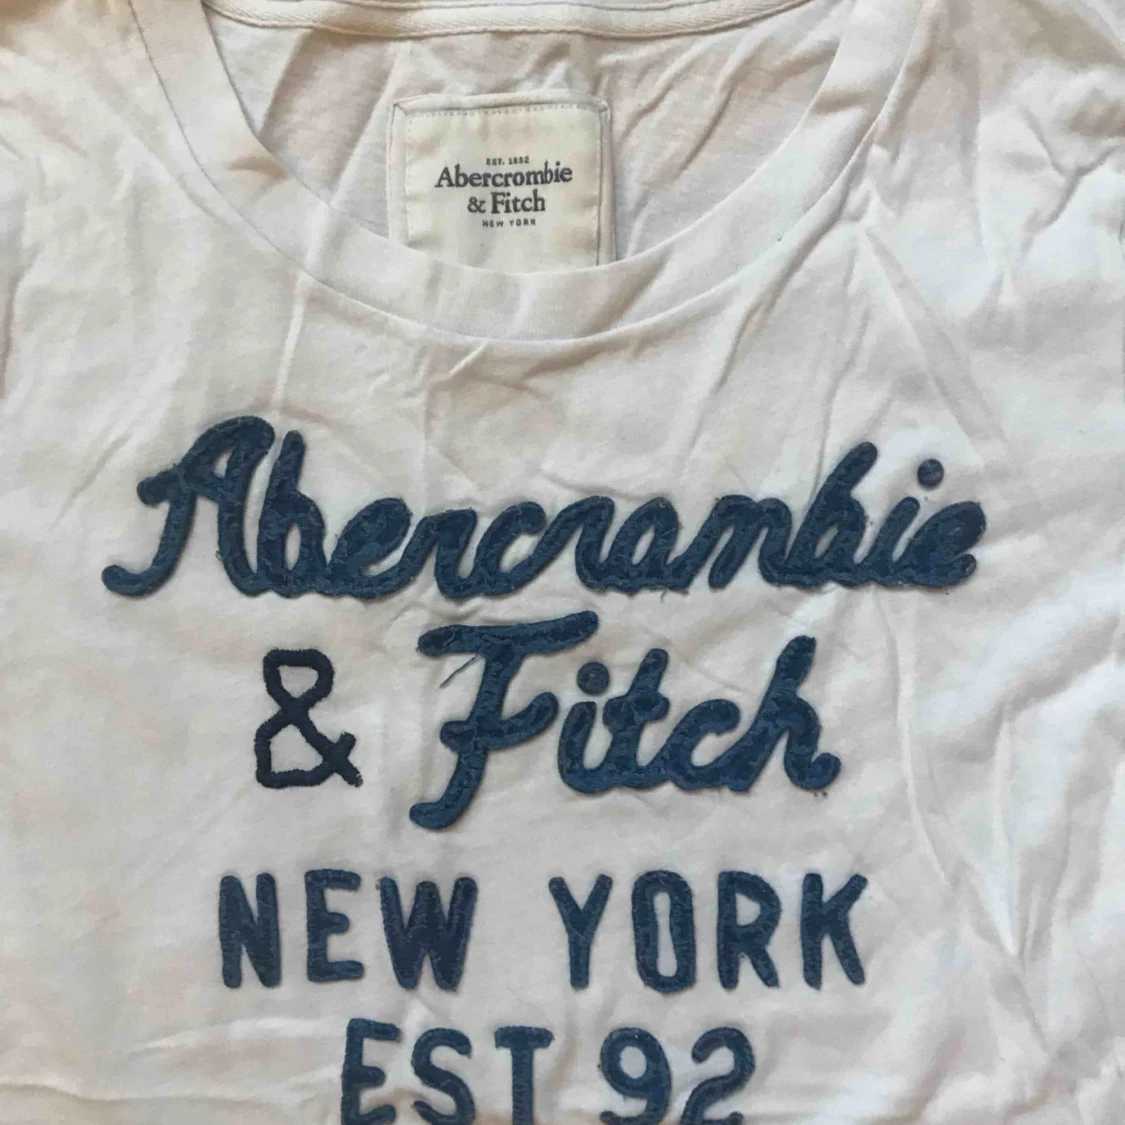 EST. 1892
Abercrombie
& Fitch
NEW YORK
Abercrombie
& Fitch
NEW YORK
EST 92